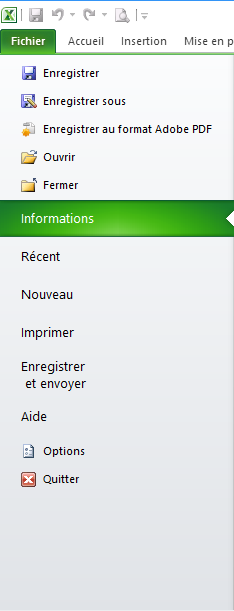 Fichier Accueil Insertion Mise en p
Enregistrer
Enregistrer sous
Enregistrer au format Adobe PDF
Ouvrir
Fermer
Informations
Récent
Nouveau
Imprimer
Enregistrer
et envoyer
Aide
Options
Quitter